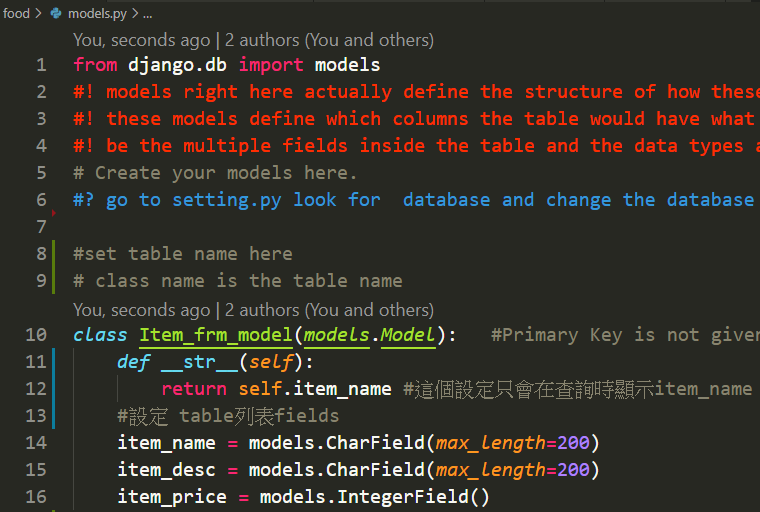 food > models.py > ...
You, seconds ago | 2 authors (You and others)
1 from django.db import models
2 #! models right here actually define the structure of how these
3 #! these models define which columns the table would have what
4 #! be the multiple fields inside the table and the data types a
5 # Create your models here.
6 #? go to setting.py look for  database and change the database
7
8 #set table name here
9 # class name is the table name
You, seconds ago | 2 authors (You and others)
10 class Item_frm_model(models.Model):   #Primary Key is not given
11     def __str__(self):
12         return self.item_name #這個設定只會在查詢時顯示item_name
13     #設定 table列表fields
14     item_name = models.CharField(max_length=200)
15     item_desc = models.CharField(max_length=200)
16     item_price = models.IntegerField()